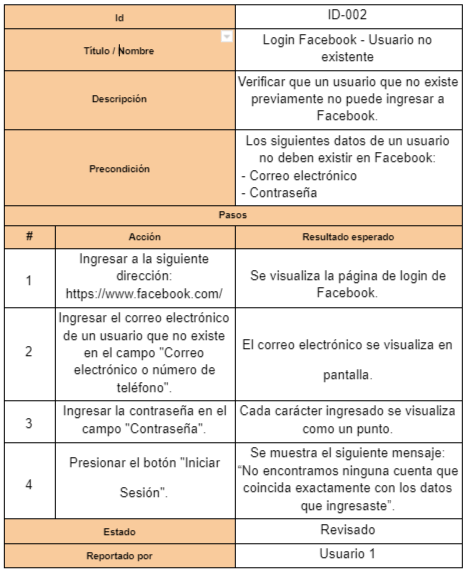 Id
ID-002
Título / Nombre
Login Facebook - Usuario no
existente
Descripción
Verificar que un usuario que no existe
previamente no puede ingresar a
Facebook.
Precondición
Los siguientes datos de un usuario
no deben existir en Facebook:
- Correo electrónico
- Contraseña
Pasos
#
Acción
Resultado esperado
1
Ingresar a la siguiente
dirección:
https://www.facebook.com/
Se visualiza la página de login de
Facebook.
2
Ingresar el correo electrónico
de un usuario que no existe
en el campo "Correo
electrónico o número de
teléfono".
El correo electrónico se visualiza en
pantalla.
3
Ingresar la contraseña en el
campo "Contraseña".
Cada carácter ingresado se visualiza
como un punto.
4
Presionar el botón "Iniciar
Sesión".
Se muestra el siguiente mensaje:
“No encontramos ninguna cuenta que
coincida exactamente con los datos
que ingresaste”.
Estado
Revisado
Reportado por
Usuario 1